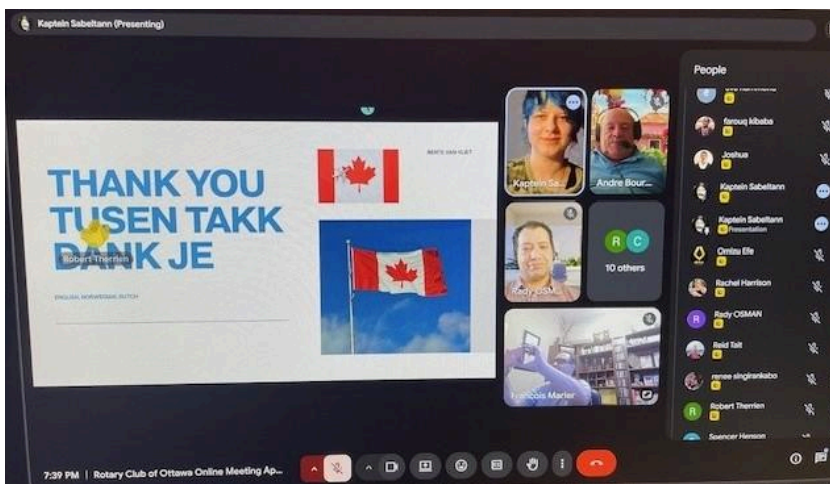 Kaptein Sabeltann (Presenting)
THANK YOU
TUSEN TAKK
DANK JE
Robert Therrien
ENGLISH, NORWEGIAN, DUTCH
Kaptein Sa...
Andre Bour...
R C
10 others
Francois Marier
People
farouq kibaba
Joshua
Kaptein Sabeltann
Kaptein Sabeltann
Presentation
Omizu Efe
Rachel Harrison
R
Rady OSMAN
Reid Tait
renee singirankabo
R
Robert Therrien
Spencer Henson
7:39 PM | Rotary Club of Ottawa Online Meeting Ap...